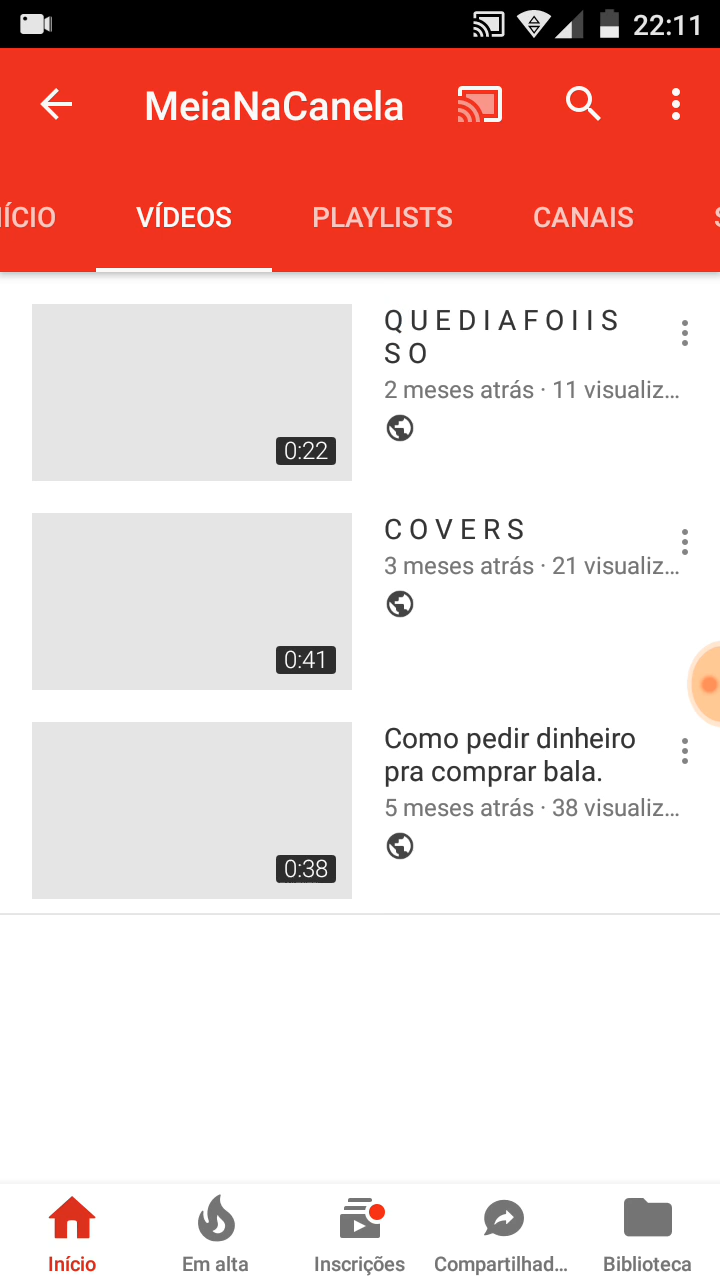 22:11
MeiaNaCanela
ÍCIO VÍDEOS PLAYLISTS CANAIS S
Q U E D I A F O I I S
S O
2 meses atrás · 11 visualiz...
0:22
C O V E R S
3 meses atrás · 21 visualiz...
0:41
Como pedir dinheiro
pra comprar bala.
5 meses atrás · 38 visualiz...
0:38
Início Em alta Inscrições Compartilhad... Biblioteca